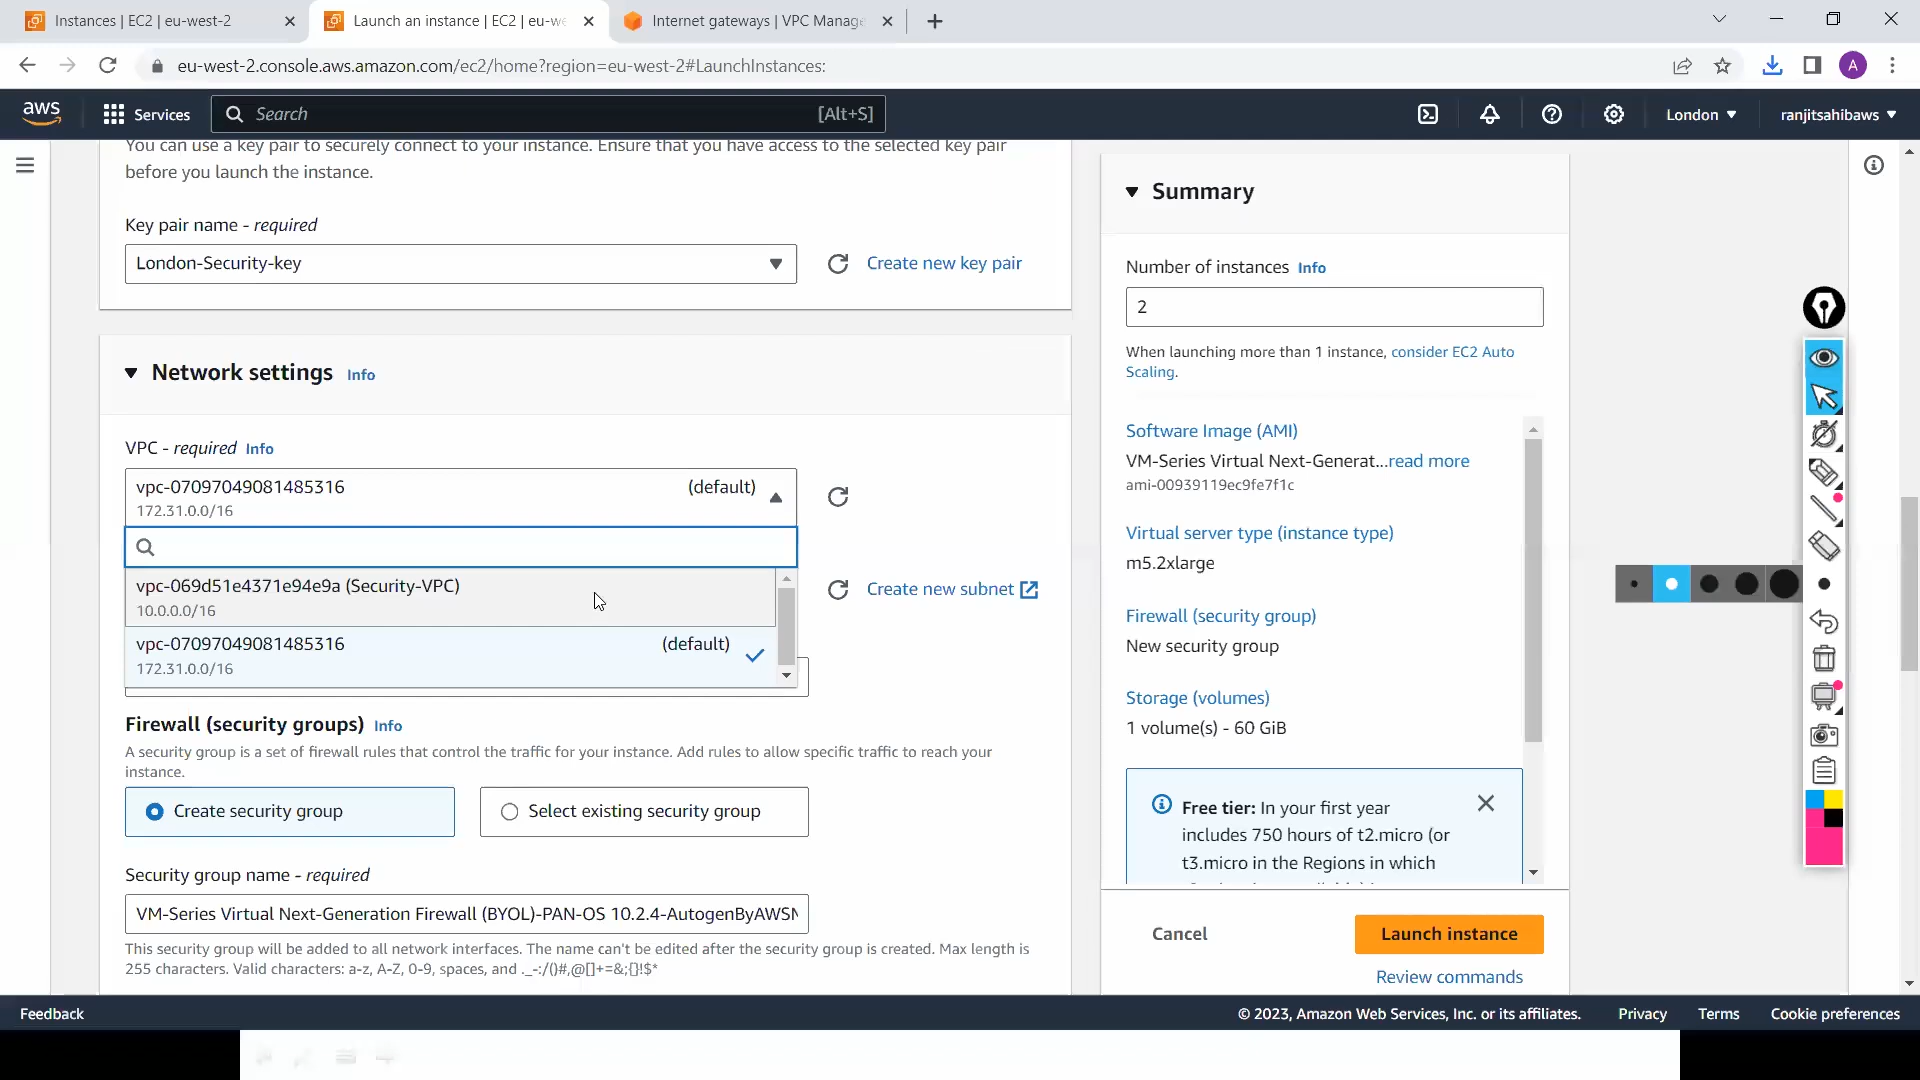 Instances | EC2 | eu-west-2
Launch an instance | EC2 | eu-we
Internet gateways | VPC Manage
eu-west-2.console.aws.amazon.com/ec2/home?region=eu-west-2#LaunchInstances:
A
aws
Services
Search
[Alt+S]
London
ranjitsahibaws
You can use a key pair to securely connect to your instance. Ensure that you have access to the selected key pair
before you launch the instance.
Key pair name - required
London-Security-key
Create new key pair
Network settings Info
VPC - required Info
vpc-07097049081485316 (default)
172.31.0.0/16
vpc-069d51e4371e94e9a (Security-VPC)
10.0.0.0/16
vpc-07097049081485316 (default)
172.31.0.0/16
Create new subnet
Firewall (security groups) Info
A security group is a set of firewall rules that control the traffic for your instance. Add rules to allow specific traffic to reach your
instance.
Create security group
Select existing security group
Security group name - required
VM-Series Virtual Next-Generation Firewall (BYOL)-PAN-OS 10.2.4-AutogenByAWSM
This security group will be added to all network interfaces. The name can't be edited after the security group is created. Max length is
255 characters. Valid characters: a-z, A-Z, 0-9, spaces, and ._-:/()#,@[]+=&;{}!$*
Summary
Number of instances Info
2
When launching more than 1 instance, consider EC2 Auto
Scaling.
Software Image (AMI)
VM-Series Virtual Next-Generat...read more
ami-00939119ec9fe7f1c
Virtual server type (instance type)
m5.2xlarge
Firewall (security group)
New security group
Storage (volumes)
1 volume(s) - 60 GiB
Free tier: In your first year
includes 750 hours of t2.micro (or
t3.micro in the Regions in which
Cancel
Launch instance
Review commands
Feedback
© 2023, Amazon Web Services, Inc. or its affiliates.
Privacy
Terms
Cookie preferences